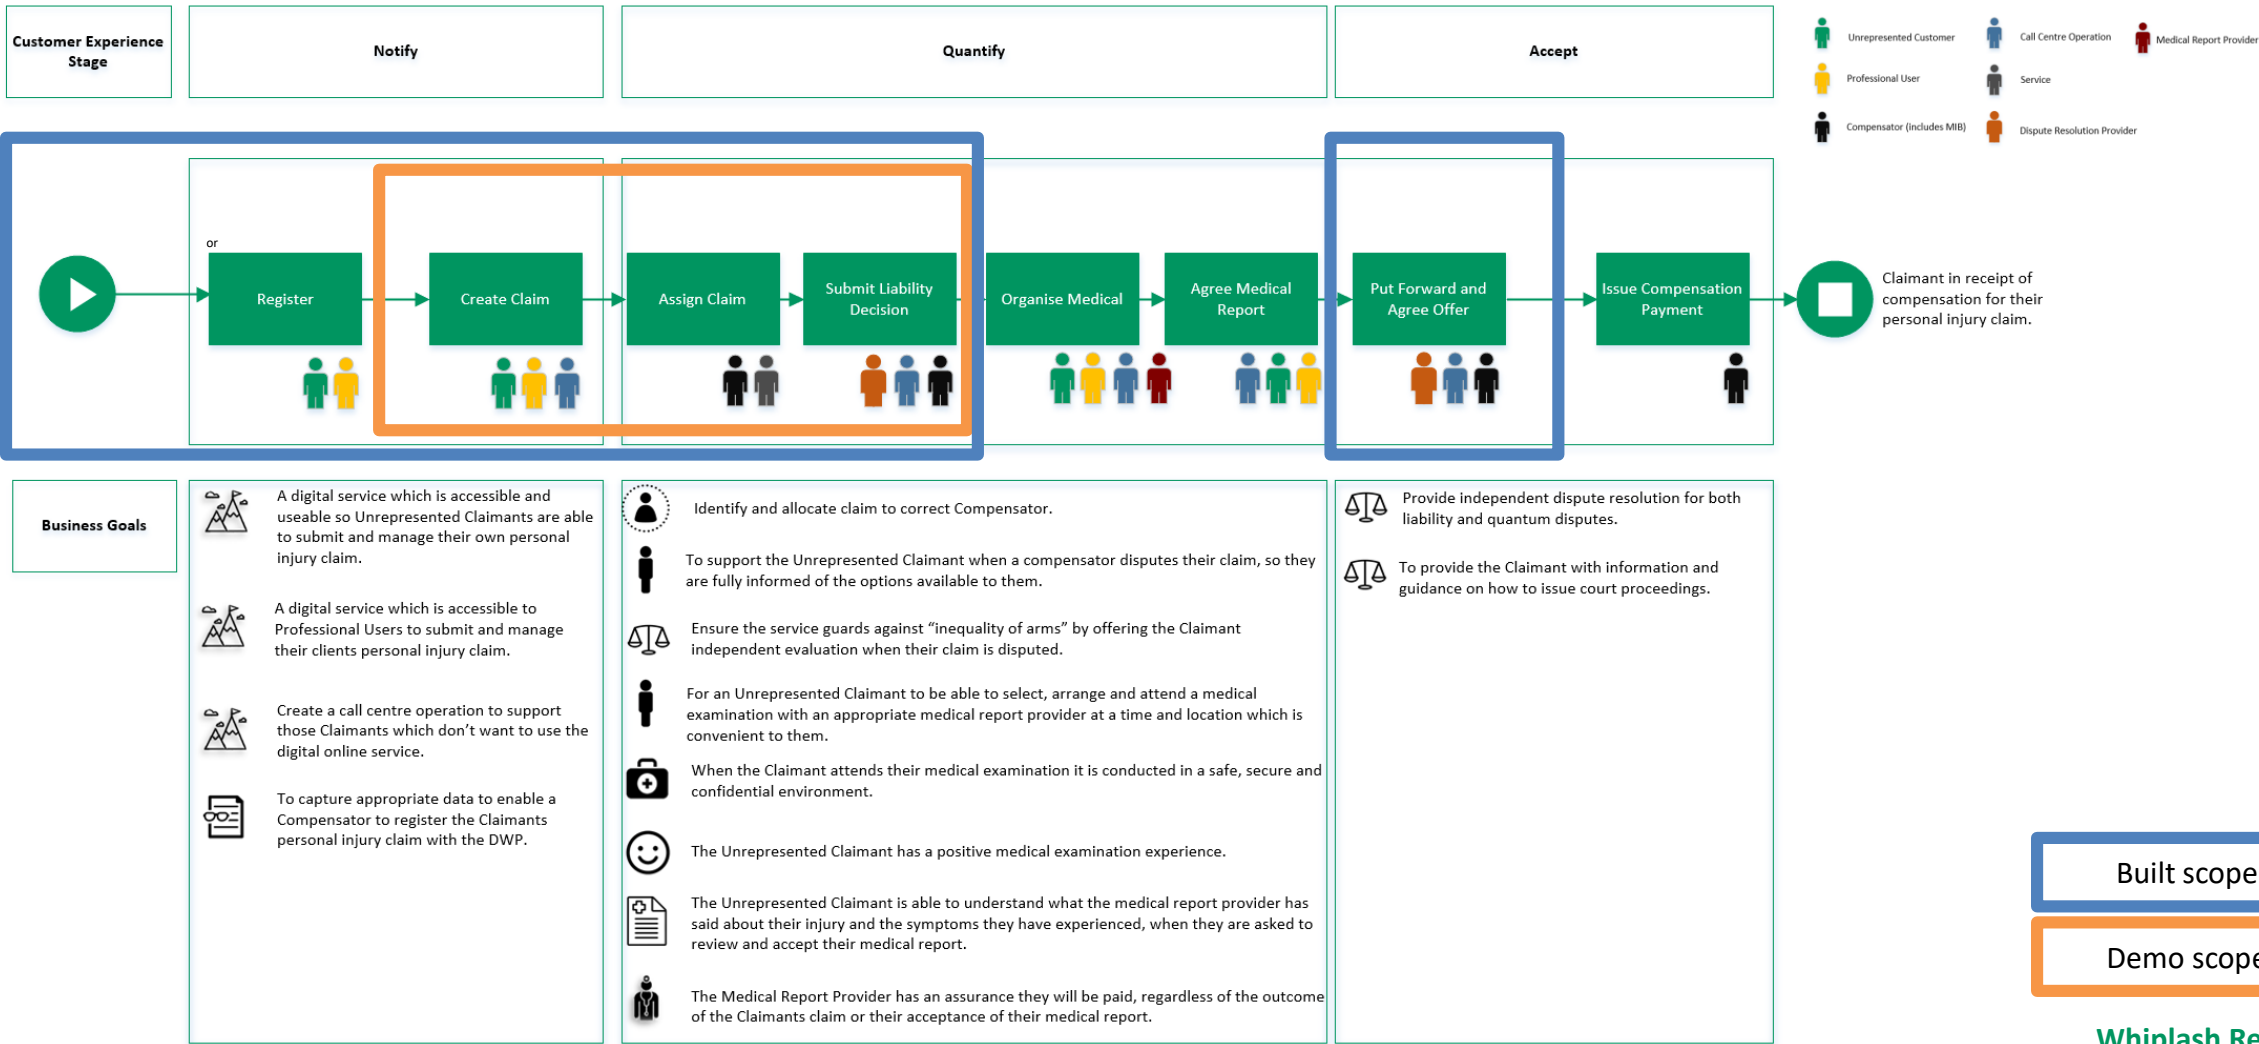 Customer Experience
Stage
Notify
Quantify
Accept
Unrepresented Customer
Call Centre Operation
Medical Report Provider
Professional User
Service
Compensator (includes MIB)
Dispute Resolution Provider
or
Register
Create Claim
Assign Claim
Submit Liability
Decision
Organise Medical
Agree Medical
Report
Put Forward and
Agree Offer
Issue Compensation
Payment
Claimant in receipt of
compensation for their
personal injury claim.
Business Goals
A digital service which is accessible and
useable so Unrepresented Claimants are able
to submit and manage their own personal
injury claim.
A digital service which is accessible to
Professional Users to submit and manage
their clients personal injury claim.
Create a call centre operation to support
those Claimants which don’t want to use the
digital online service.
To capture appropriate data to enable a
Compensator to register the Claimants
personal injury claim with the DWP.
Identify and allocate claim to correct Compensator.
To support the Unrepresented Claimant when a compensator disputes their claim, so they
are fully informed of the options available to them.
Ensure the service guards against “inequality of arms” by offering the Claimant
independent evaluation when their claim is disputed.
For an Unrepresented Claimant to be able to select, arrange and attend a medical
examination with an appropriate medical report provider at a time and location which is
convenient to them.
When the Claimant attends their medical examination it is conducted in a safe, secure and
confidential environment.
The Unrepresented Claimant has a positive medical examination experience.
The Unrepresented Claimant is able to understand what the medical report provider has
said about their injury and the symptoms they have experienced, when they are asked to
review and accept their medical report.
The Medical Report Provider has an assurance they will be paid, regardless of the outcome
of the Claimants claim or their acceptance of their medical report.
Provide independent dispute resolution for both
liability and quantum disputes.
To provide the Claimant with information and
guidance on how to issue court proceedings.
Built scope
Demo scope
Whiplash Re